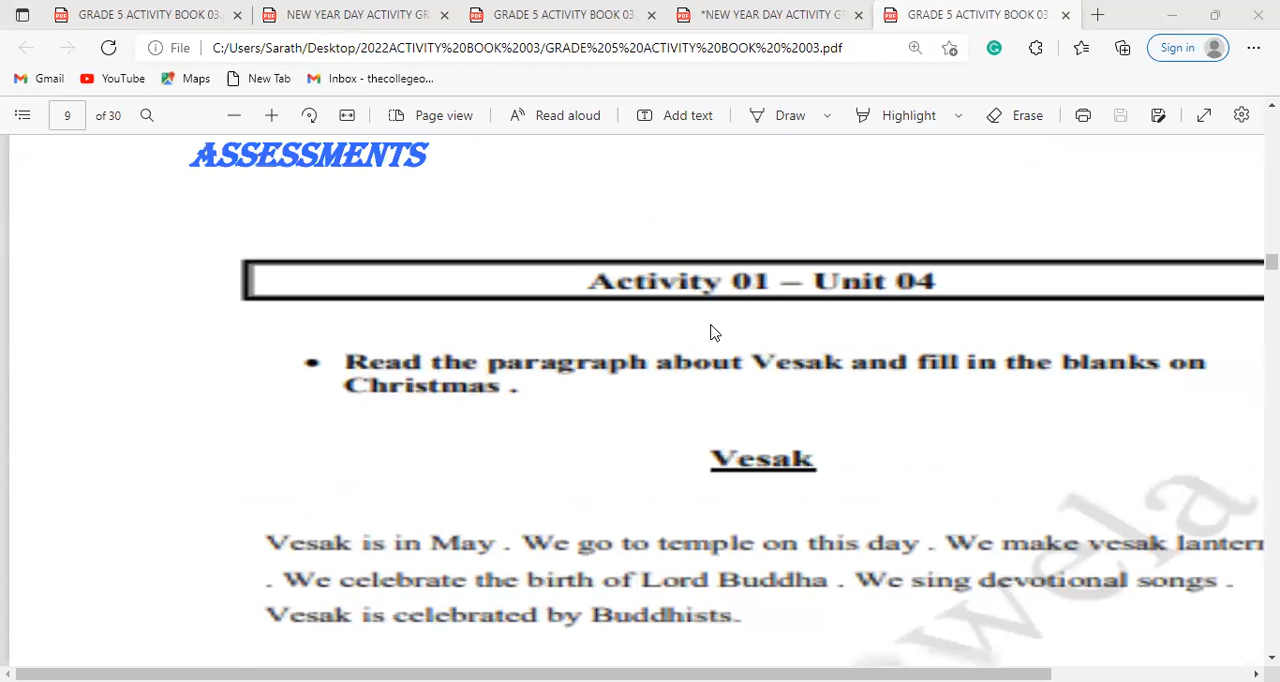 GRADE 5 ACTIVITY BOOK 03.
NEW YEAR DAY ACTIVITY GR
GRADE 5 ACTIVITY BOOK 03
*NEW YEAR DAY ACTIVITY GR
GRADE 5 ACTIVITY BOOK 03
File
C:/Users/Sarath/Desktop/2022ACTIVITY%20BOOK%2003/GRADE%205%20ACTIVITY%20BOOK%20%2003.pdf
Sign in
Gmail
YouTube
Maps
New Tab
Inbox - thecollegeo...
9
of 30
Page view
Read aloud
Add text
Draw
Highlight
Erase
ASSESSMENTS
Activity 01 – Unit 04
• Read the paragraph about Vesak and fill in the blanks on
Christmas .
Vesak
Vesak is in May . We go to temple on this day . We make vesak lantern
. We celebrate the birth of Lord Buddha . We sing devotional songs .
Vesak is celebrated by Buddhists.
wela